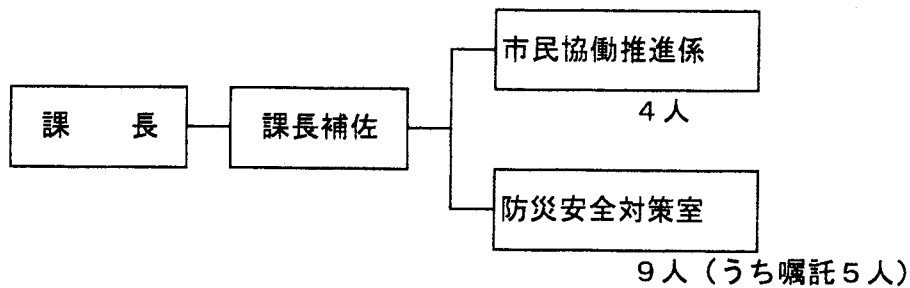 市民協働推進係
4人
課　　長
課長補佐
防災安全対策室
9人（うち嘱託5人）